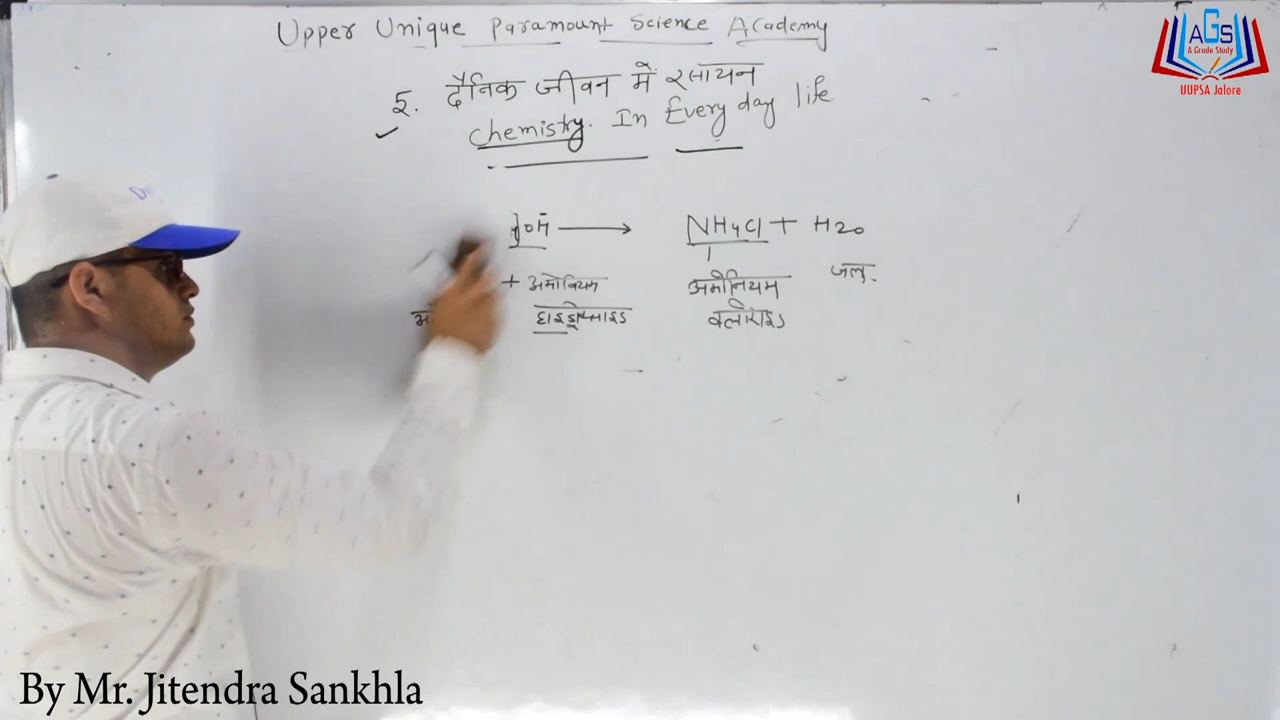 Upper Unique Paramount Science Academy
AGS
A Grade Study
UUPSA Jalore
5. दैनिक जीवन में रसायन
chemistry. In Every day life
OH → NH4Cl + H2O
+ अमोनियम अमोनियम जल.
हाइड्रोक्साइड क्लोराइड
By Mr. Jitendra Sankhla